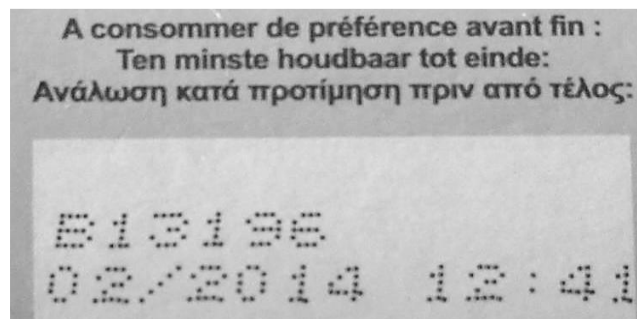 A consommer de préférence avant fin :
Ten minste houdbaar tot einde:
Ανάλωση κατά προτίμηση πριν από τέλος:
B13196
02/2014 12:41